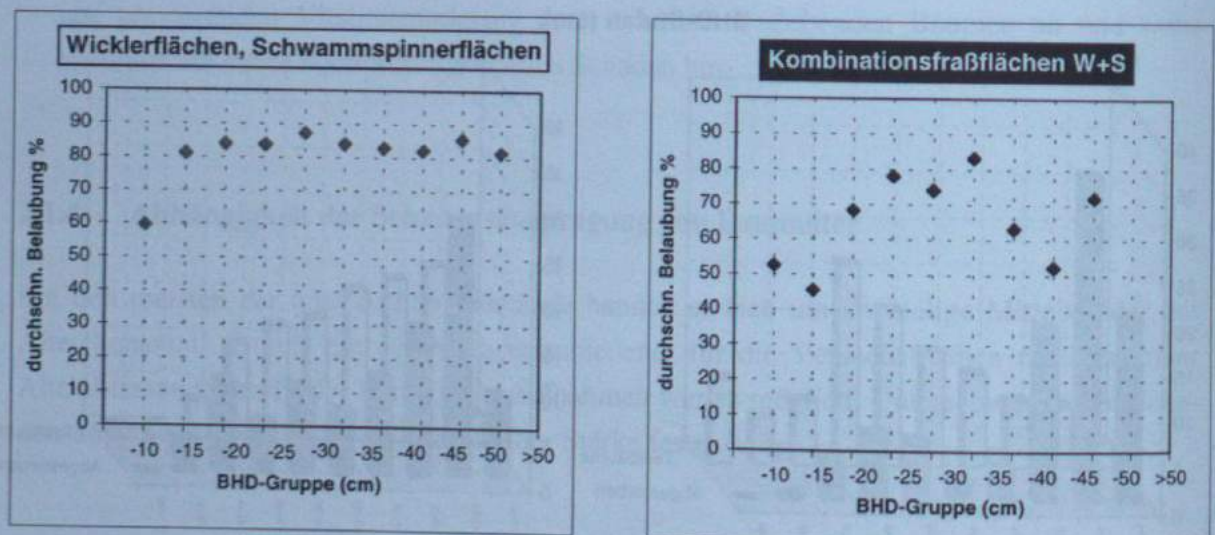 Wicklerflächen, Schwammspinnerflächen
durchschn. Belaubung %
100
90
80
70
60
50
40
30
20
10
0
-10 -15 -20 -25 -30 -35 -40 -45 -50 >50
BHD-Gruppe (cm)
Kombinationsfraßflächen W+S
durchschn. Belaubung %
100
90
80
70
60
50
40
30
20
10
0
-10 -15 -20 -25 -30 -35 -40 -45 -50 >50
BHD-Gruppe (cm)